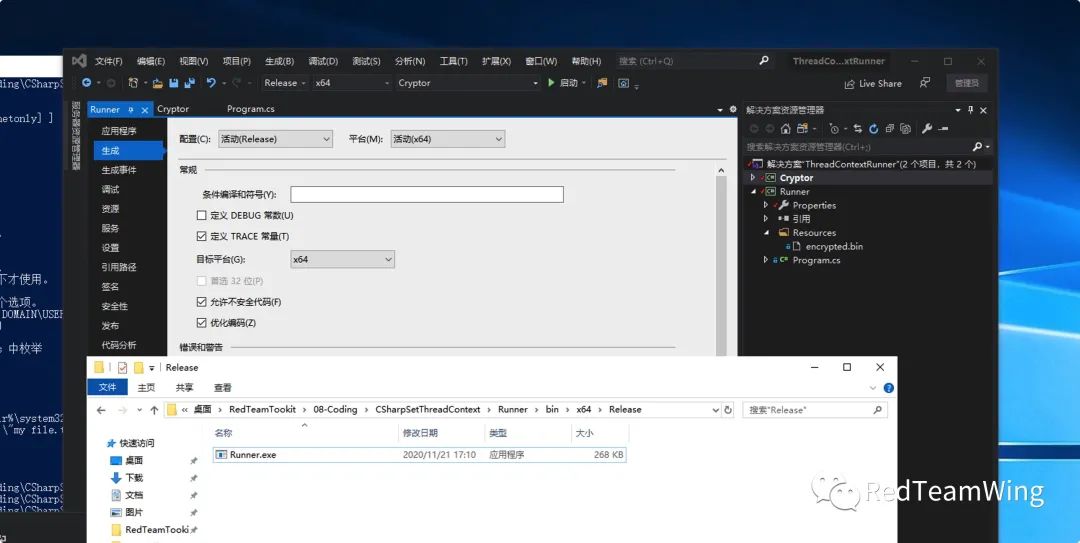 文件(F) 编辑(E) 视图(V) 项目(P) 生成(B) 调试(D) 测试(S) 分析(N) 工具(T) 扩展(X) 窗口(W) 帮助(H) 搜索 (Ctrl+Q) ThreadCo...xtRunner
Release x64 Cryptor 启动 Live Share 管理员
ding\CSharpS
netonly] ]
不才使用。
个选项。
DOMAIN\USER
中枚举
ir%\system32
\"my file.t
ding\CSharpS
ding\CSharpS
ding\CSharpS
Runner Cryptor Program.cs
应用程序
生成
生成事件
调试
资源
服务
设置
引用路径
签名
安全性
发布
代码分析
配置(C): 活动(Release) 平台(M): 活动(x64)
常规
条件编译和符号(Y):
定义 DEBUG 常数(U)
定义 TRACE 常量(T)
目标平台(G): x64
首选 32 位(P)
允许不安全代码(F)
优化编码(Z)
错误和警告
解决方案资源管理器
搜索解决方案资源管理器(Ctrl+;)
解决方案"ThreadContextRunner"(2 个项目，共 2 个)
Cryptor
Runner
Properties
引用
Resources
encrypted.bin
Program.cs
Release
文件 主页 共享 查看
« 桌面 › RedTeamTookit › 08-Coding › CSharpSetThreadContext › Runner › bin › x64 › Release 搜索"Release"
名称 修改日期 类型 大小
Runner.exe 2020/11/21 17:10 应用程序 268 KB
快速访问
桌面
下载
文档
图片
RedTeamTooki
RedTeamWing